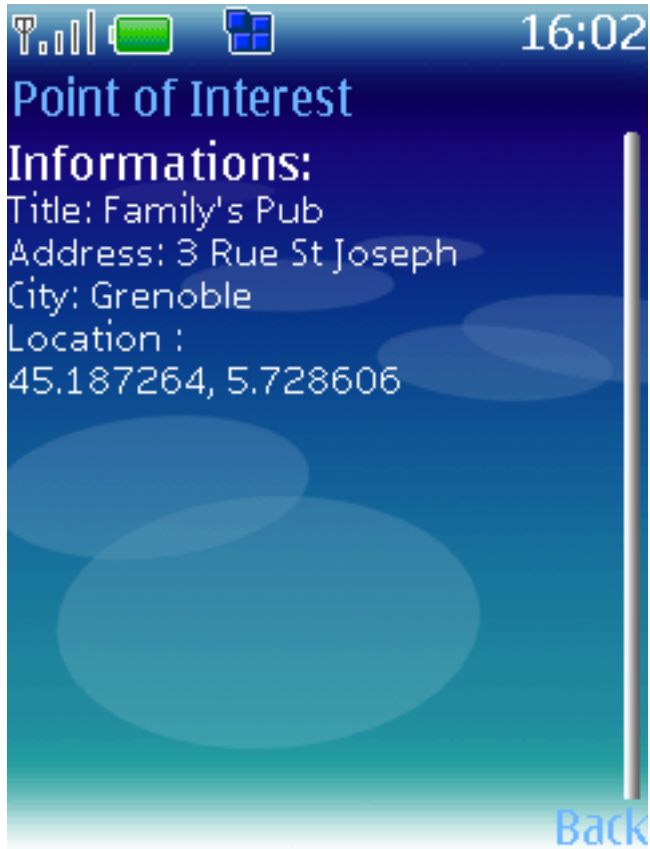 16:02
Point of Interest
Informations:
Title: Family's Pub
Address: 3 Rue St Joseph
City: Grenoble
Location :
45.187264, 5.728606
Back